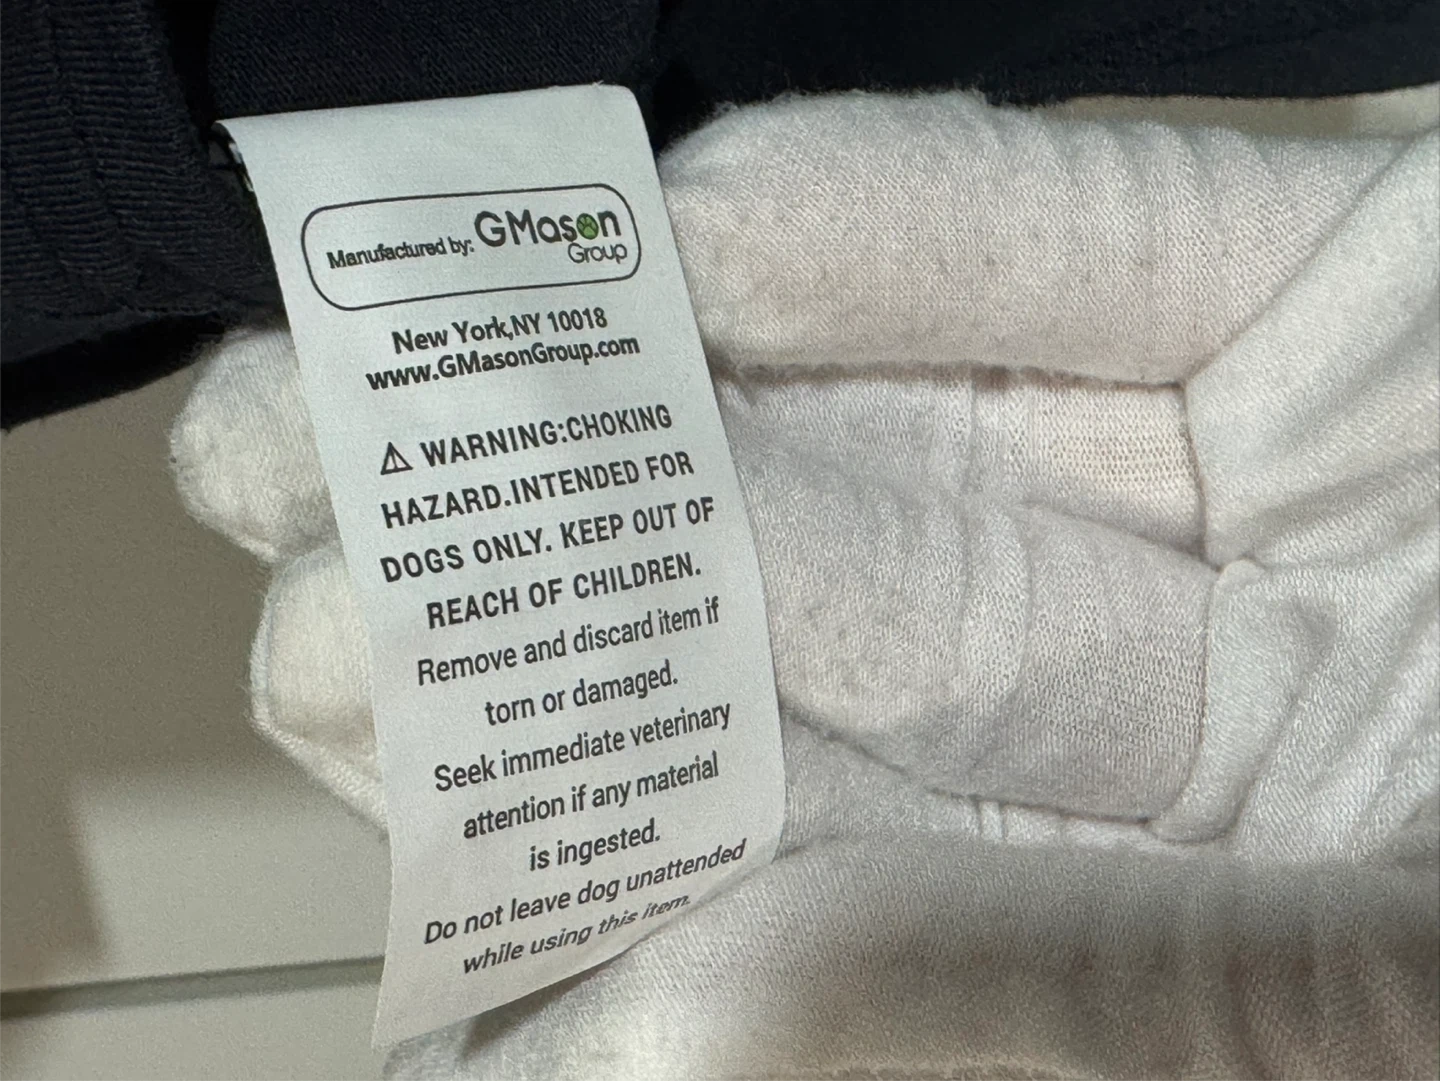 Manufactured by: GMason
Group
New York,NY 10018
www.GMasonGroup.com
⚠ WARNING:CHOKING
HAZARD.INTENDED FOR
DOGS ONLY. KEEP OUT OF
REACH OF CHILDREN.
Remove and discard item if
torn or damaged.
Seek immediate veterinary
attention if any material
is ingested.
Do not leave dog unattended
while using this item.